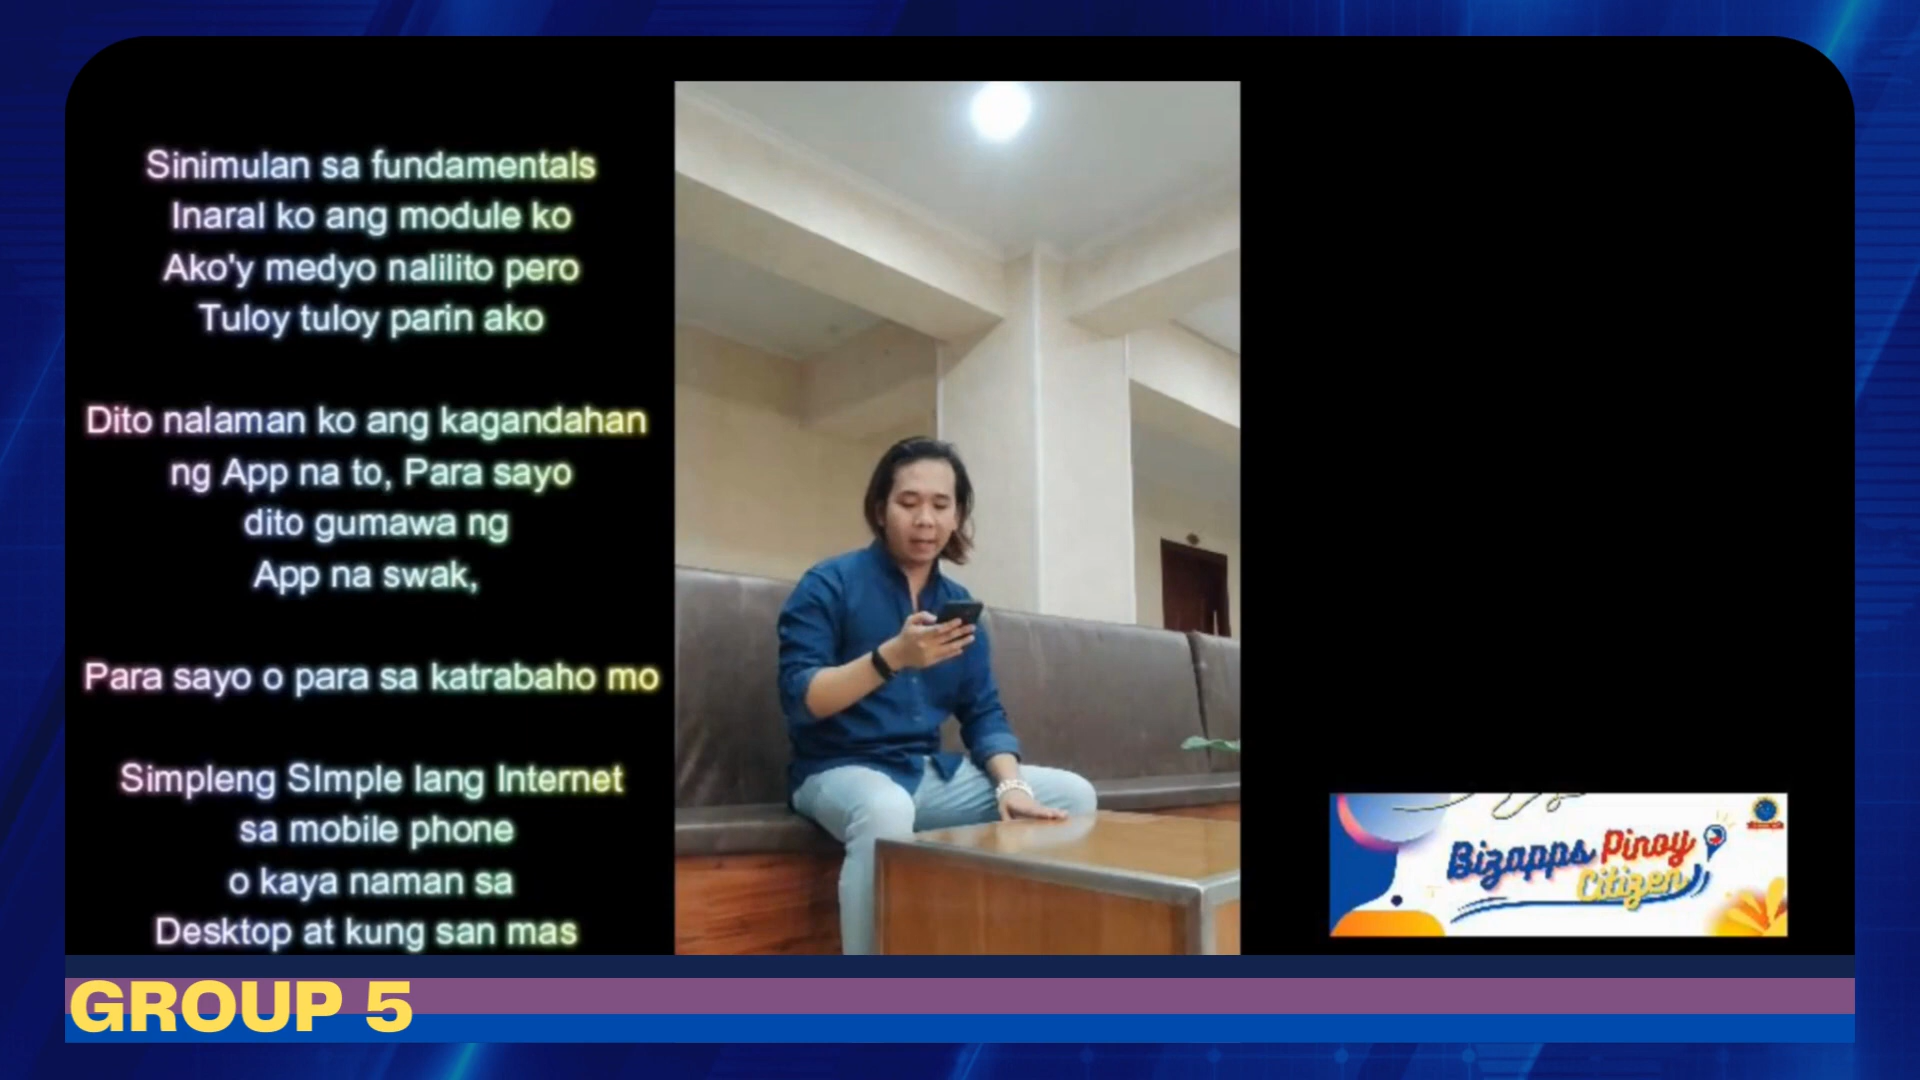 Sinimulan sa fundamentals
Inaral ko ang module ko
Ako'y medyo nalilito pero
Tuloy tuloy parin ako
Dito nalaman ko ang kagandahan
ng App na to, Para sayo
dito gumawa ng
App na swak,
Para sayo o para sa katrabaho mo
Simpleng SImple lang Internet
sa mobile phone
o kaya naman sa
Desktop at kung san mas
Bizapps Pinoy
Citizen
GROUP 5